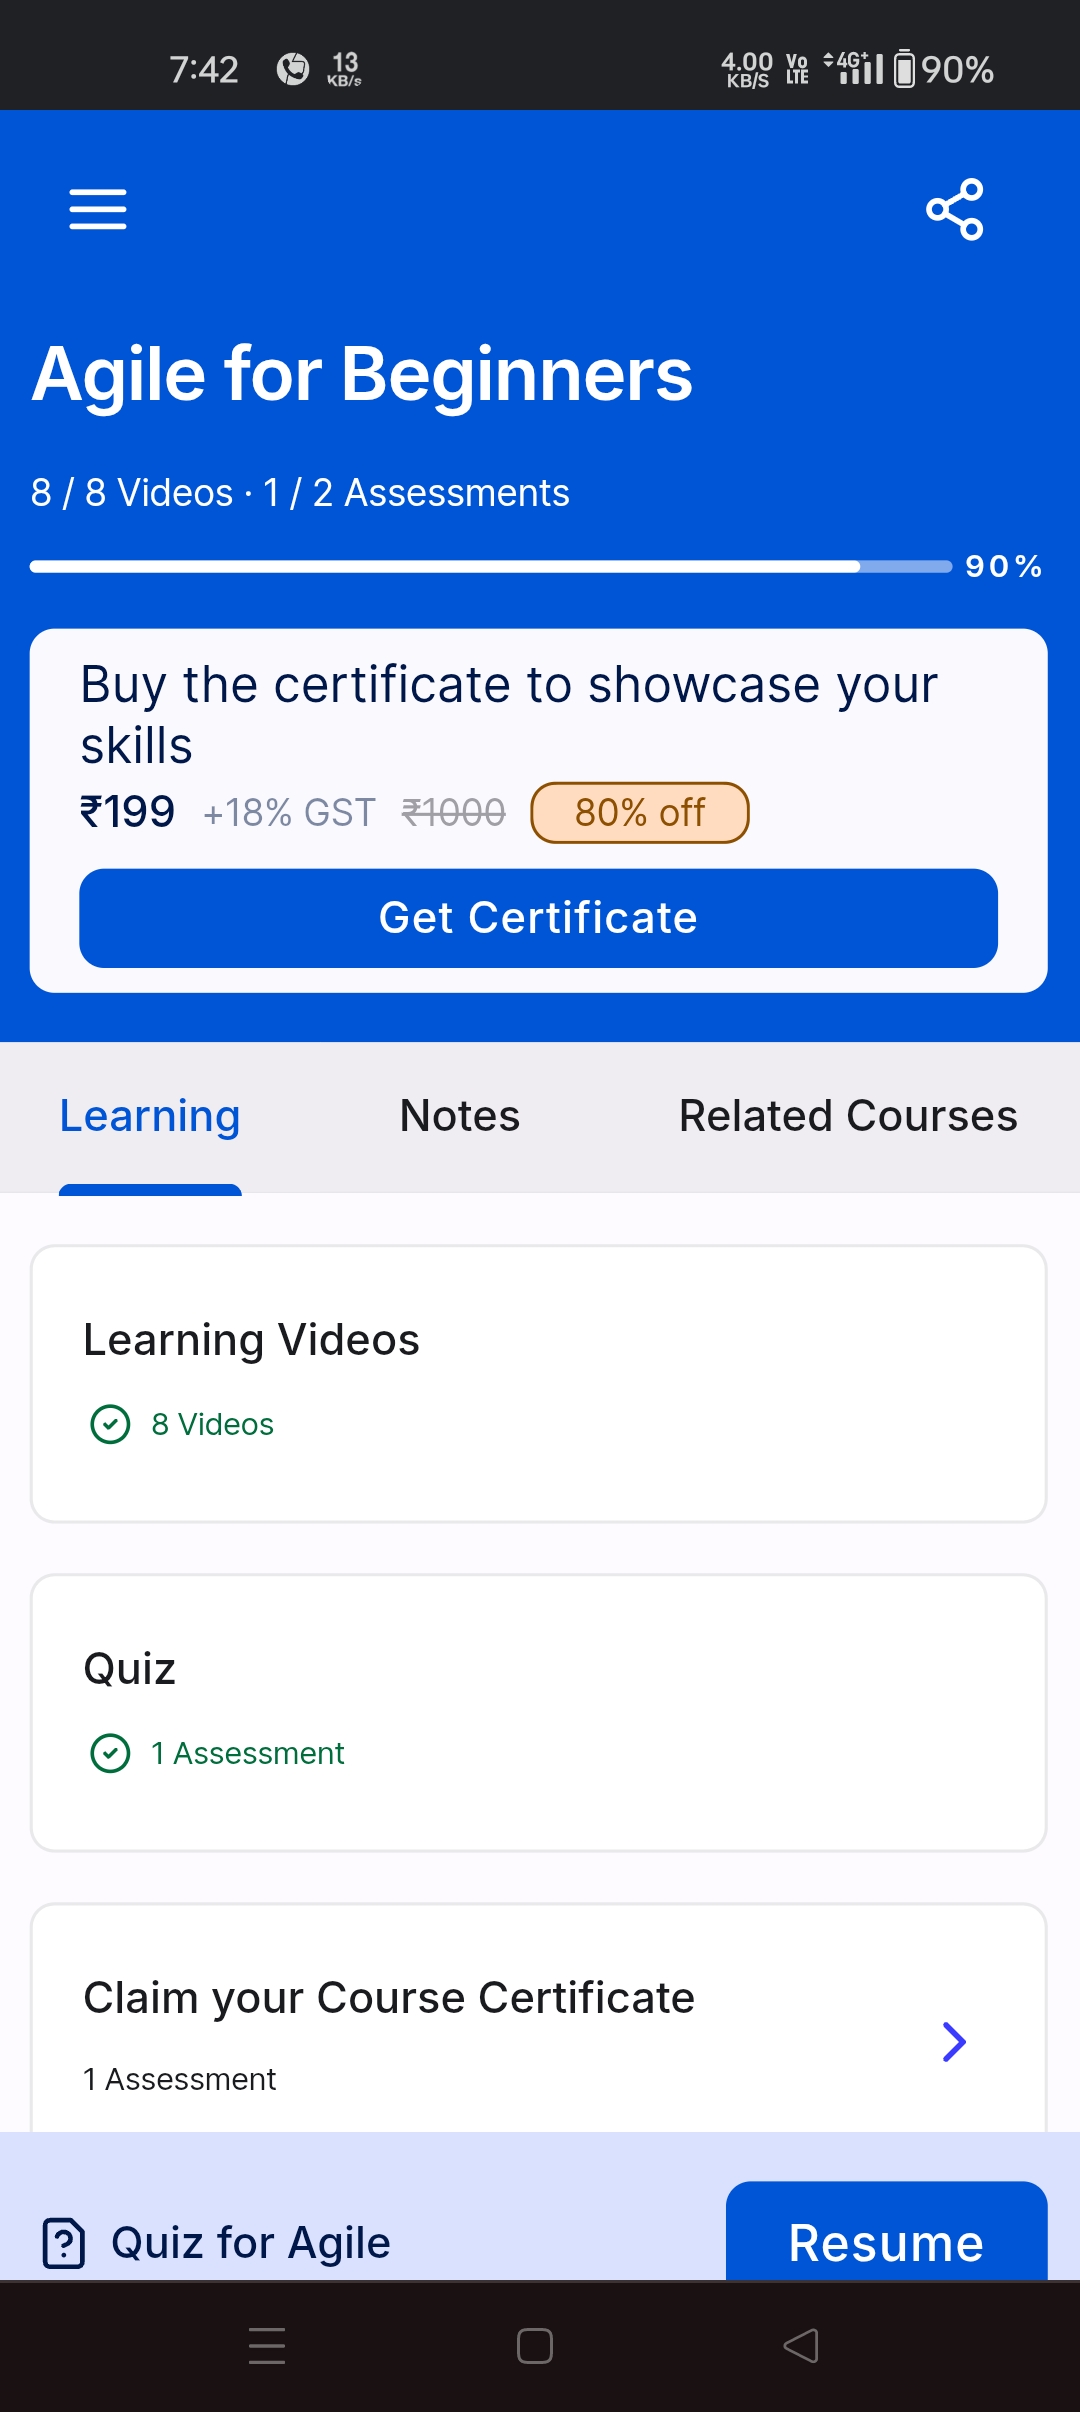 7:42 13 KB/s 4.00 KB/S Vo LTE 4G+ 90%
Agile for Beginners
8 / 8 Videos · 1 / 2 Assessments
90%
Buy the certificate to showcase your
skills
₹199 +18% GST ₹1000 80% off
Get Certificate
Learning Notes Related Courses
Learning Videos
8 Videos
Quiz
1 Assessment
Claim your Course Certificate
1 Assessment
Quiz for Agile Resume